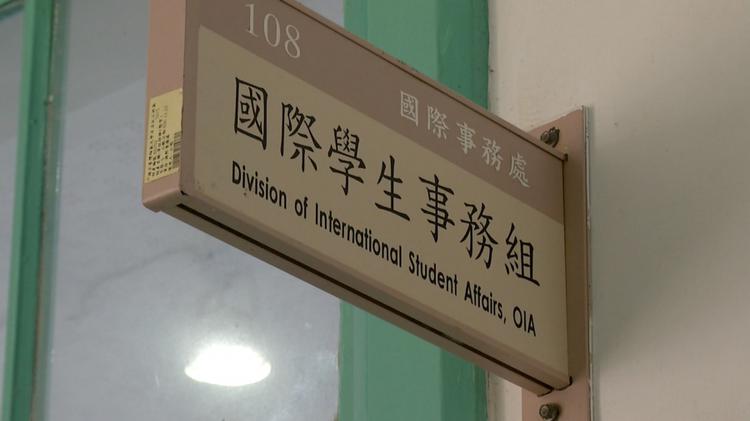 108
國際事務處
國際學生事務組
Division of International Student Affairs, OIA